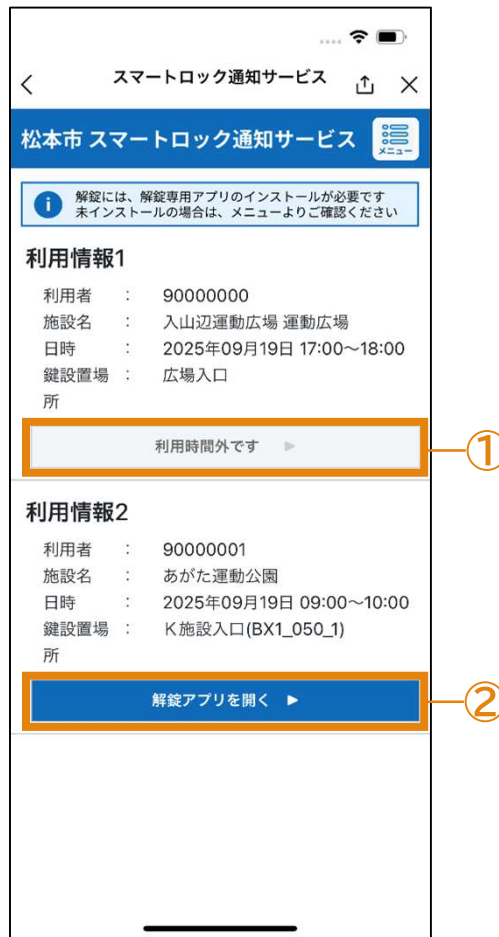 スマートロック通知サービス
松本市 スマートロック通知サービス
メニュー
解錠には、解錠専用アプリのインストールが必要です
未インストールの場合は、メニューよりご確認ください
利用情報1
利用者 : 90000000
施設名 : 入山辺運動広場 運動広場
日時 : 2025年09月19日 17:00～18:00
鍵設置場所 : 広場入口
利用時間外です ▶
①
利用情報2
利用者 : 90000001
施設名 : あがた運動公園
日時 : 2025年09月19日 09:00～10:00
鍵設置場所 : K施設入口(BX1_050_1)
解錠アプリを開く ▶
②